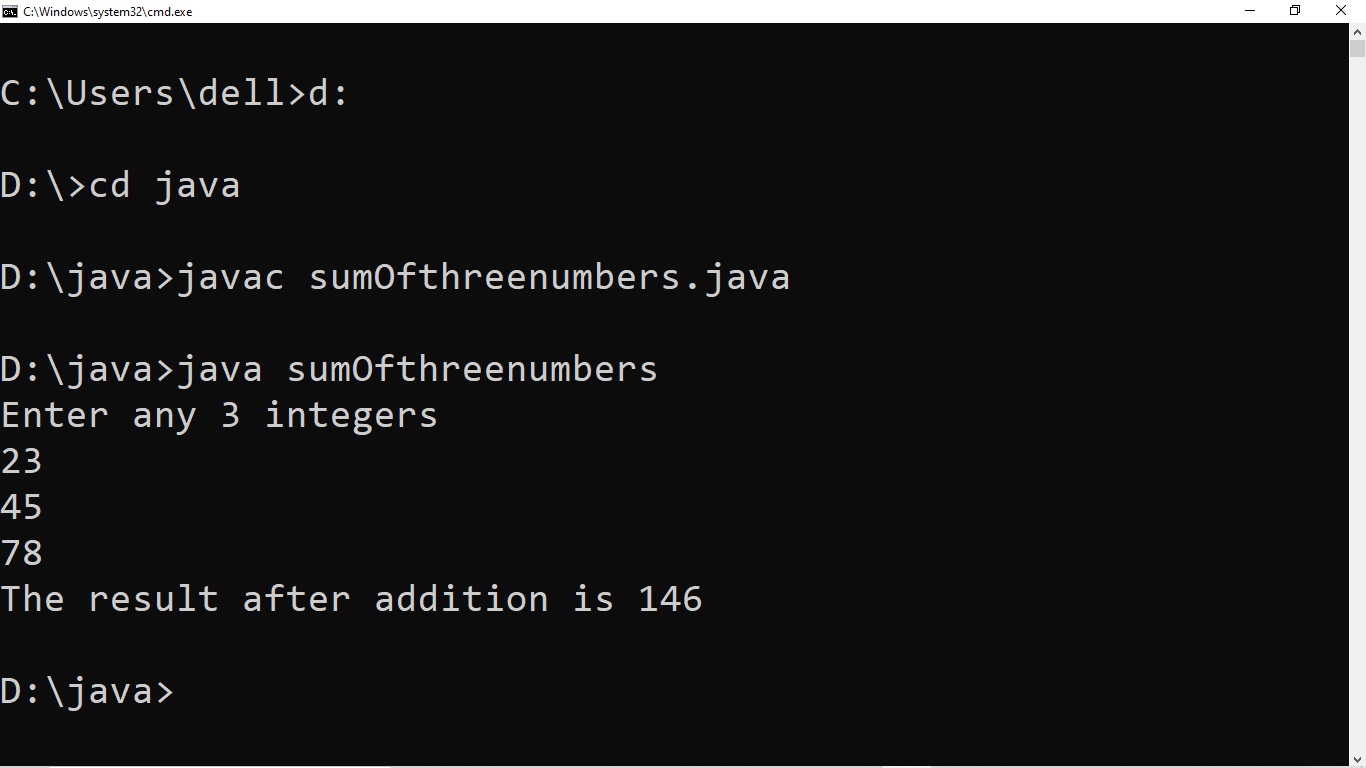 C:\Windows\system32\cmd.exe
C:\Users\dell>d:
D:\>cd java
D:\java>javac sumOfthreenumbers.java
D:\java>java sumOfthreenumbers
Enter any 3 integers
23
45
78
The result after addition is 146
D:\java>